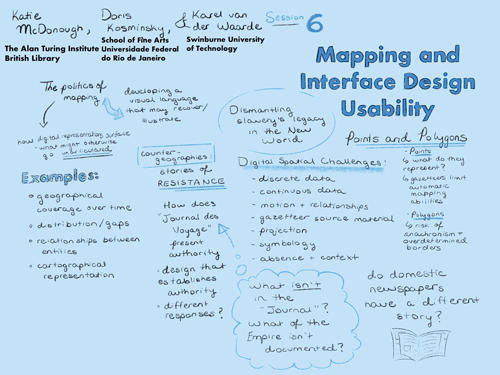 Katie
McDonough,
The Alan Turing Institute
British Library
Doris
Kosminsky,
School of Fine Arts
Universidade Federal
do Rio de Janeiro
& Karel van
der Waarde
Swinburne University
of Technology
Session 6
Mapping and
Interface Design
Usability
The politics of
mapping
developing a
visual language
that may recover/
illustrate
how digital representations surface
- what might otherwise
go
Examples:
• geographical
coverage over time
• distribution/gaps
• relationships between
entities
• cartographical
representation
counter-
geographies:
stories of
RESISTANCE
• How does
"Journal des
Voyage"
present
authority
• design that
establishes
authority
• different
responses?
Dismantling
slavery's legacy
in the New
World
Digital Spatial Challenges:
- discrete data
- continuous data
- motion + relationships
- gazetteer source material
- projection
- symbology
- absence + context
What isn't
in the
"Journal"?
What of the
Empire isn't
documented?
Points and Polygons
- Points
↳ what do they
represent?
↳ gazetteers limit
automatic
mapping
abilities
- Polygons
↳ risk of
anachronism +
overdetermined
borders
do domestic
newspapers
have a different
story?